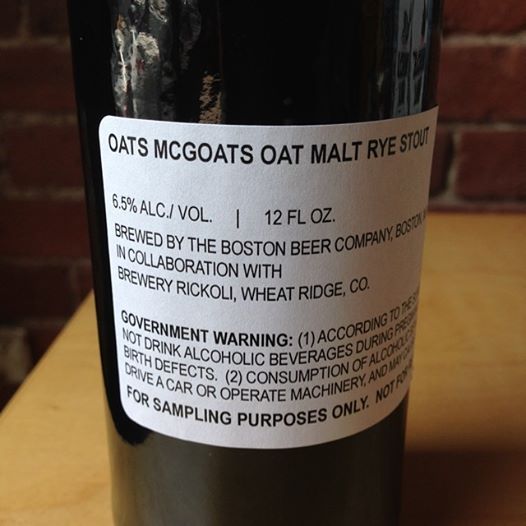 OATS MCGOATS OAT MALT RYE STOUT
6.5% ALC./ VOL. | 12 FL OZ.
BREWED BY THE BOSTON BEER COMPANY, BOSTON
IN COLLABORATION WITH
BREWERY RICKOLI, WHEAT RIDGE, CO.
GOVERNMENT WARNING: (1) ACCORDING TO THE
NOT DRINK ALCOHOLIC BEVERAGES DURING
BIRTH DEFECTS. (2) CONSUMPTION OF ALCOHOLIC
DRIVE A CAR OR OPERATE MACHINERY, AND MAY
FOR SAMPLING PURPOSES ONLY. NOT